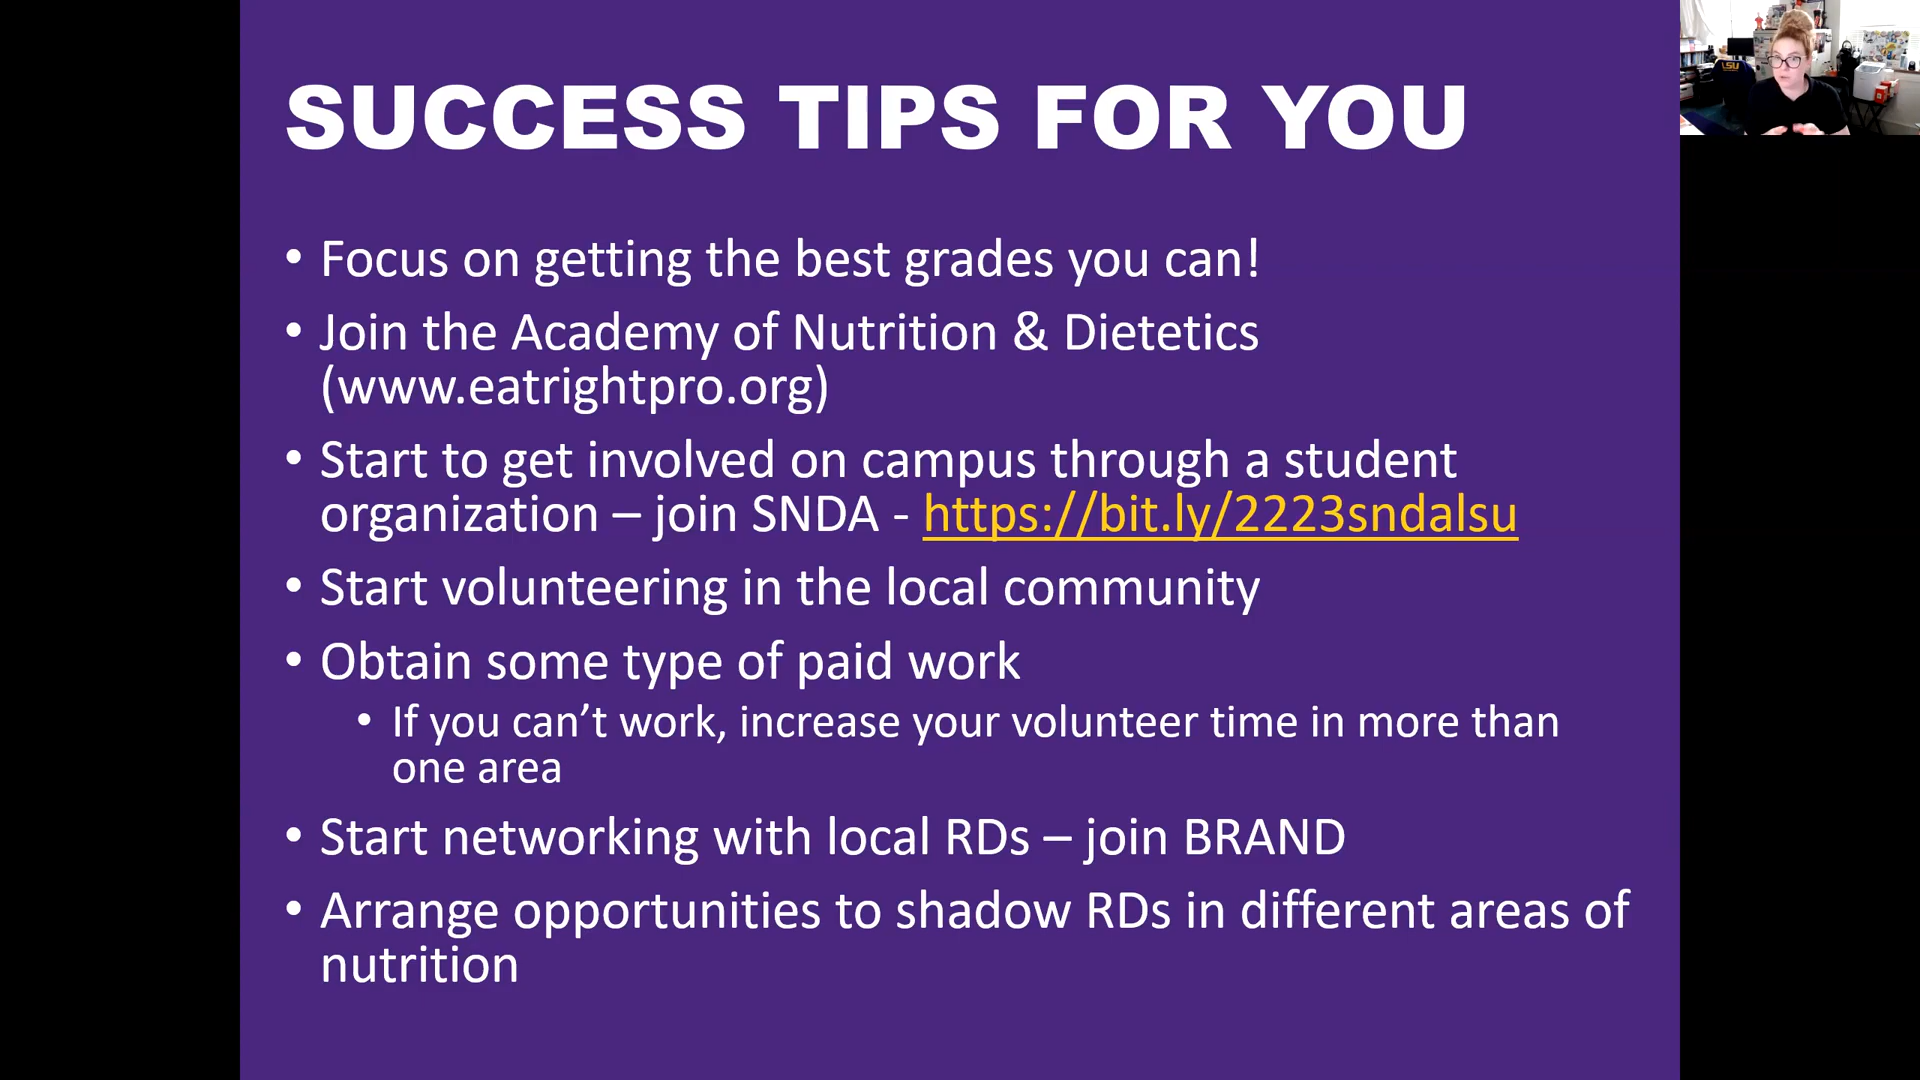 SUCCESS TIPS FOR YOU
• Focus on getting the best grades you can!
• Join the Academy of Nutrition & Dietetics
(www.eatrightpro.org)
• Start to get involved on campus through a student
organization – join SNDA - https://bit.ly/2223sndalsu
• Start volunteering in the local community
• Obtain some type of paid work
• If you can’t work, increase your volunteer time in more than
one area
• Start networking with local RDs – join BRAND
• Arrange opportunities to shadow RDs in different areas of
nutrition
LSU